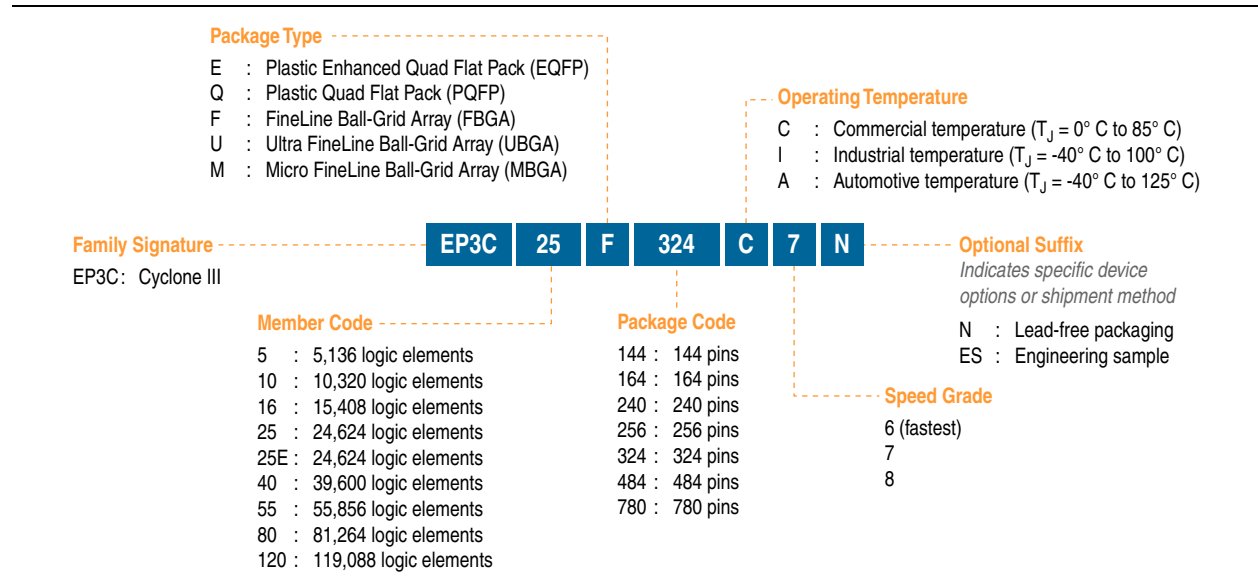 Package Type
E : Plastic Enhanced Quad Flat Pack (EQFP)
Q : Plastic Quad Flat Pack (PQFP)
F : FineLine Ball-Grid Array (FBGA)
U : Ultra FineLine Ball-Grid Array (UBGA)
M : Micro FineLine Ball-Grid Array (MBGA)
Operating Temperature
C : Commercial temperature (TJ = 0° C to 85° C)
I : Industrial temperature (TJ = -40° C to 100° C)
A : Automotive temperature (TJ = -40° C to 125° C)
Family Signature
EP3C : Cyclone III
EP3C 25 F 324 C 7 N
Optional Suffix
Indicates specific device
options or shipment method
N : Lead-free packaging
ES : Engineering sample
Member Code
5 : 5,136 logic elements
10 : 10,320 logic elements
16 : 15,408 logic elements
25 : 24,624 logic elements
25E : 24,624 logic elements
40 : 39,600 logic elements
55 : 55,856 logic elements
80 : 81,264 logic elements
120 : 119,088 logic elements
Package Code
144 : 144 pins
164 : 164 pins
240 : 240 pins
256 : 256 pins
324 : 324 pins
484 : 484 pins
780 : 780 pins
Speed Grade
6 (fastest)
7
8